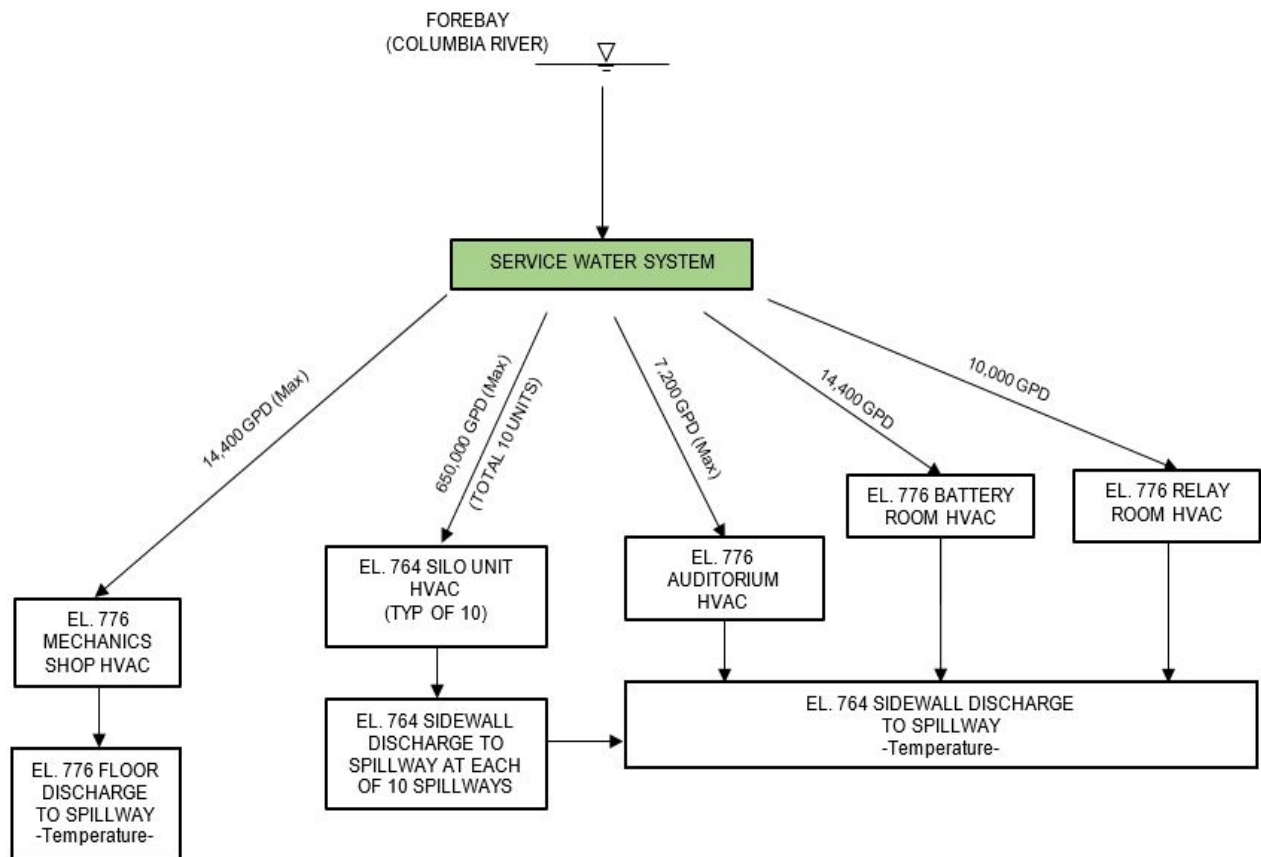 FOREBAY
(COLUMBIA RIVER)
SERVICE WATER SYSTEM
14,400 GPD (Max)
650,000 GPD (Max)
(TOTAL 10 UNITS)
7,200 GPD (Max)
14,400 GPD
10,000 GPD
EL. 776 BATTERY
ROOM HVAC
EL. 776 RELAY
ROOM HVAC
EL. 764 SILO UNIT
HVAC
(TYP OF 10)
EL. 776
AUDITORIUM
HVAC
EL. 776
MECHANICS
SHOP HVAC
EL. 764 SIDEWALL
DISCHARGE TO
SPILLWAY AT EACH
OF 10 SPILLWAYS
EL. 764 SIDEWALL DISCHARGE
TO SPILLWAY
-Temperature-
EL. 776 FLOOR
DISCHARGE
TO SPILLWAY
-Temperature-